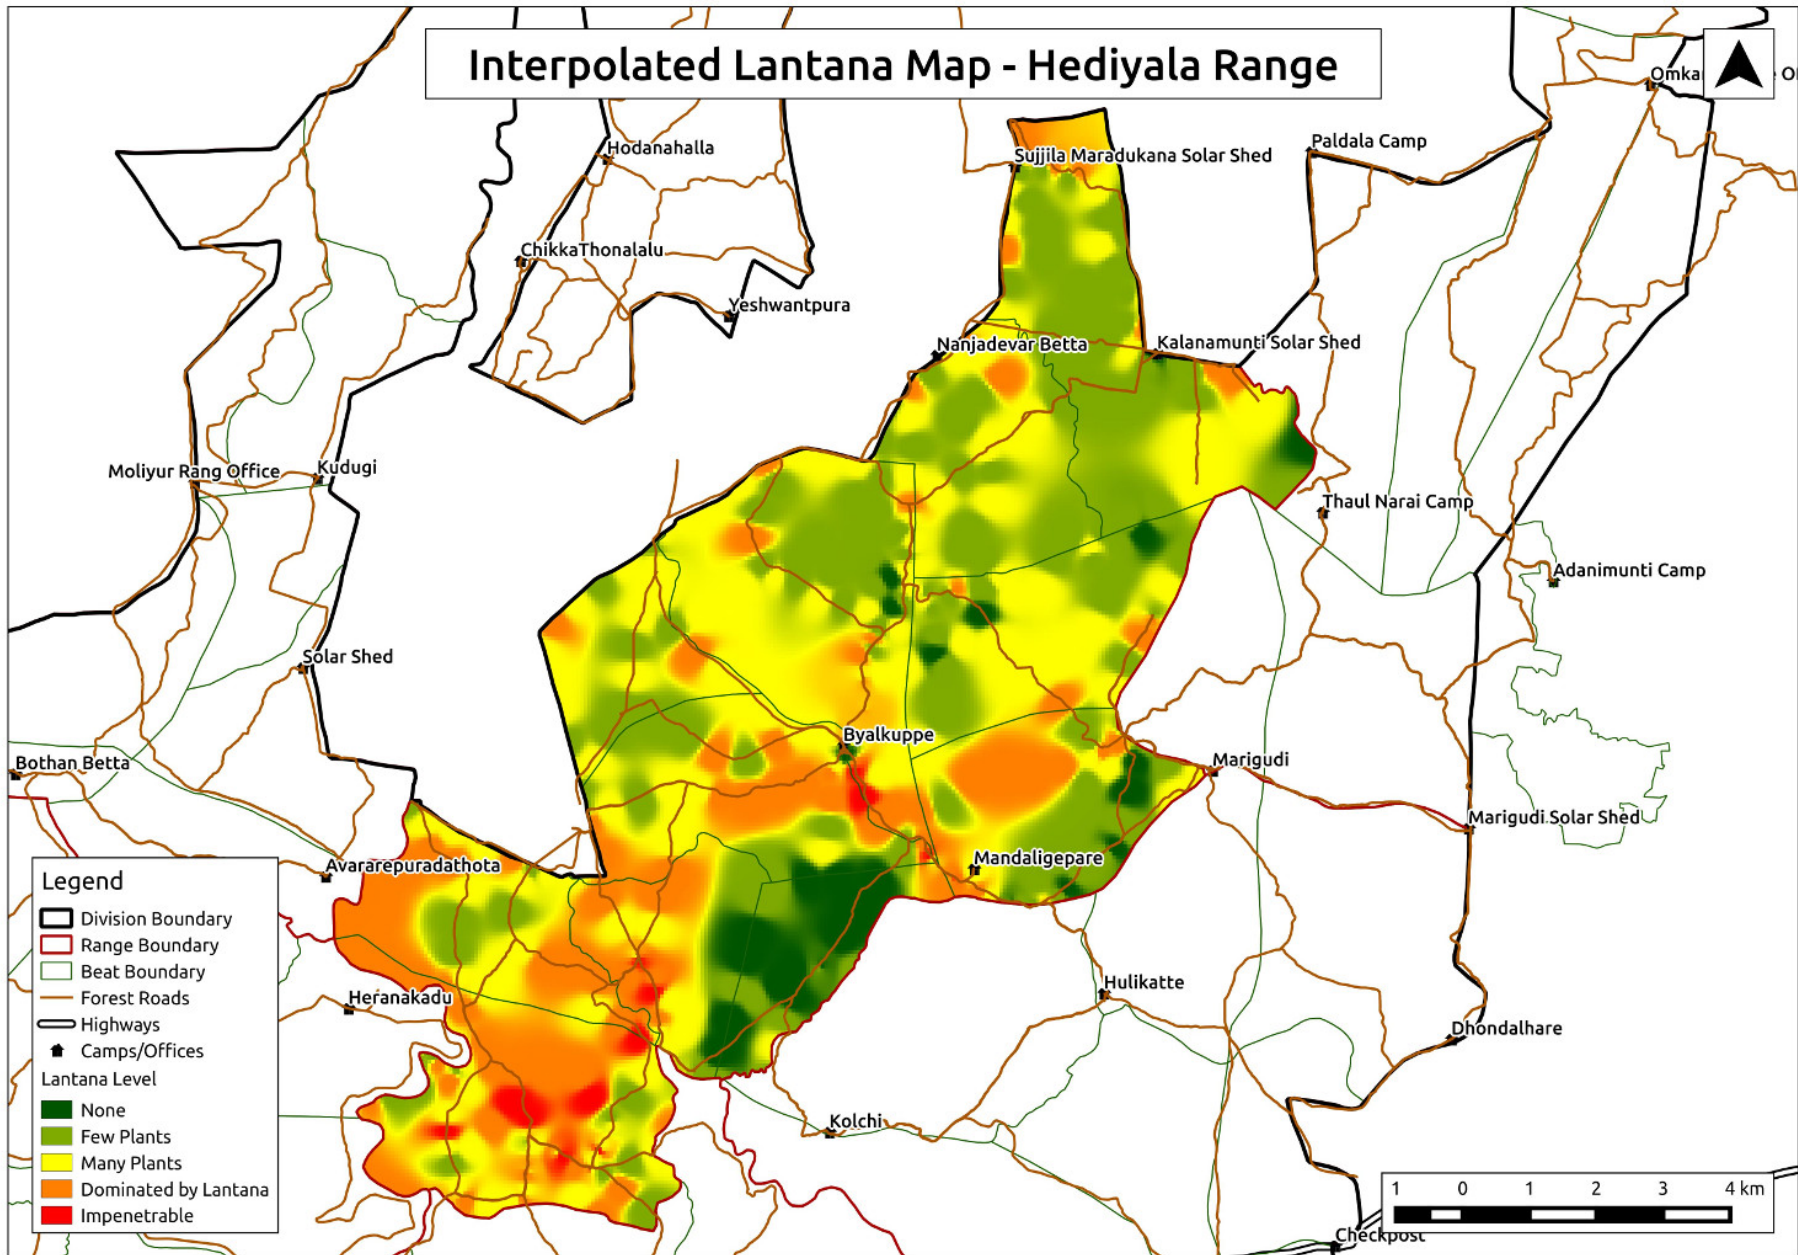 Interpolated Lantana Map - Hediyala Range
Hodanahalla
Sujjila Maradukana Solar Shed
Paldala Camp
ChikkaThonalalu
Yeshwantpura
Nanjadevar Betta
Kalanamunti Solar Shed
Moliyur Rang Office
Kudugi
Thaul Narai Camp
Adanimunti Camp
Solar Shed
Byalkuppe
Bothan Betta
Marigudi
Marigudi Solar Shed
Avararepuradathota
Mandaligepare
Heranakadu
Hulikatte
Dhondalhare
Kolchi
Checkpost
Legend
Division Boundary
Range Boundary
Beat Boundary
Forest Roads
Highways
Camps/Offices
Lantana Level
None
Few Plants
Many Plants
Dominated by Lantana
Impenetrable
1 0 1 2 3 4 km